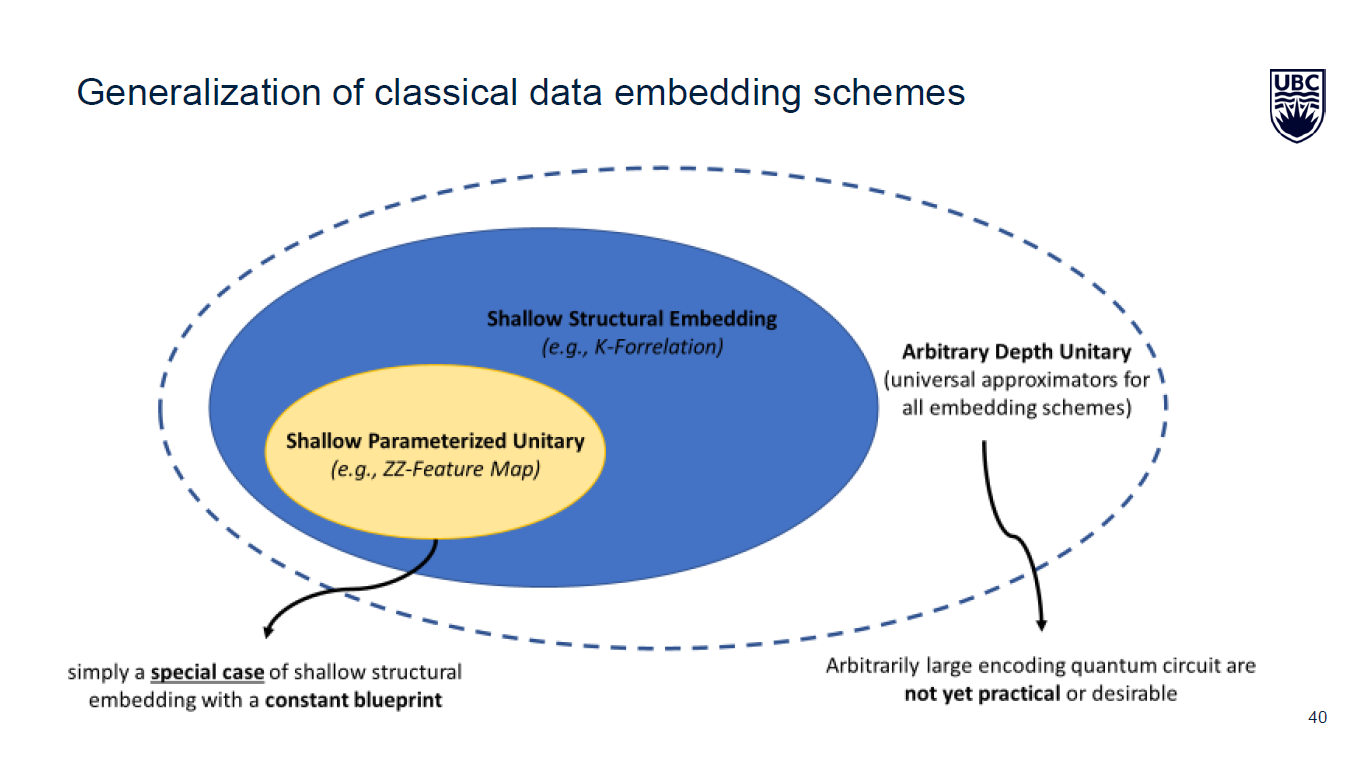 Generalization of classical data embedding schemes
UBC
Shallow Structural Embedding
(e.g., K-Forrelation)
Arbitrary Depth Unitary
(universal approximators for
all embedding schemes)
Shallow Parameterized Unitary
(e.g., ZZ-Feature Map)
simply a special case of shallow structural
embedding with a constant blueprint
Arbitrarily large encoding quantum circuit are
not yet practical or desirable
40